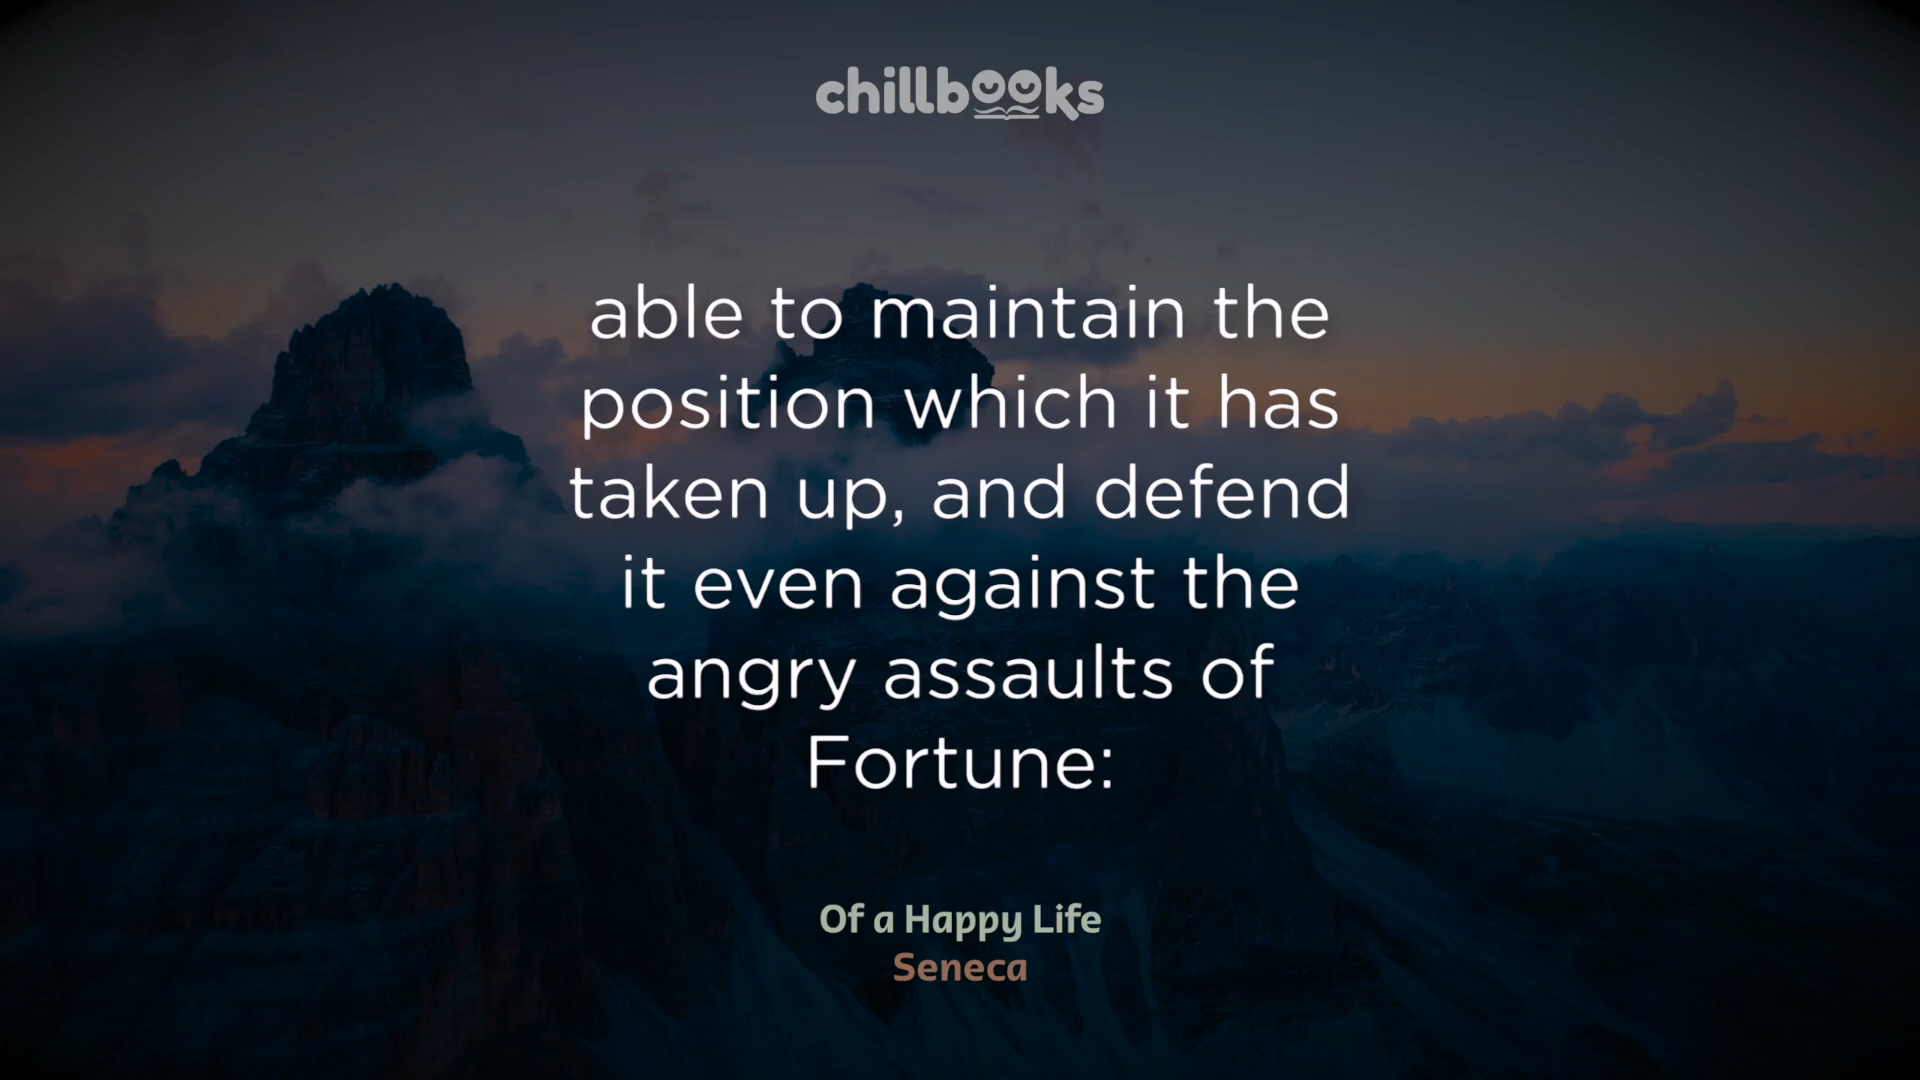 chillbooks
able to maintain the
position which it has
taken up, and defend
it even against the
angry assaults of
Fortune:
Of a Happy Life
Seneca